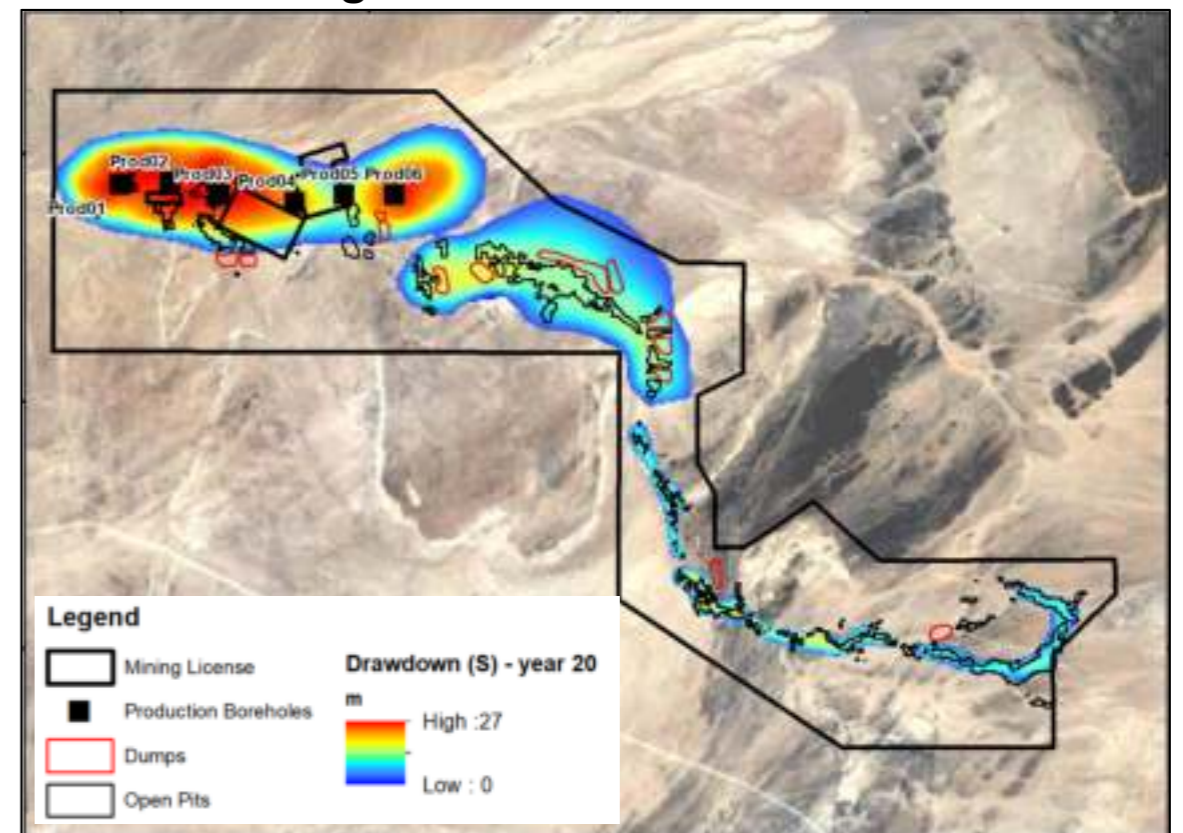 Prod02
Prod03
Prod04
Prod05
Prod06
Prod01
Legend
Mining License
Production Boreholes
Dumps
Open Pits
Drawdown (S) - year 20
m
High :27
Low : 0